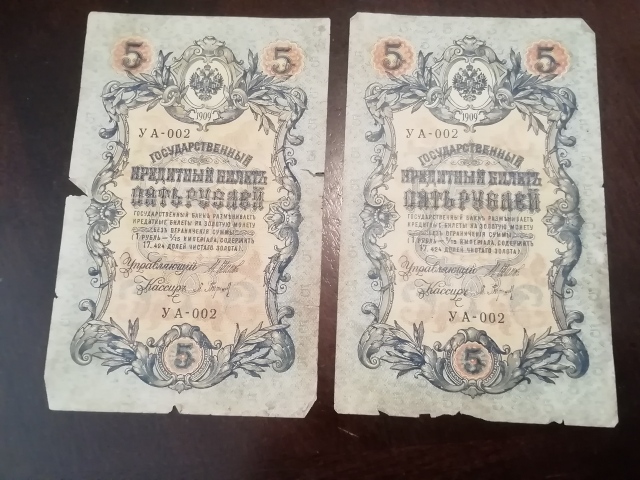 5 5
1909
УА-002
ГОСУДАРСТВЕННЫЙ
КРЕДИТНЫЙ БИЛЕТЪ
ПЯТЬ РУБЛЕЙ
ГОСУДАРСТВЕННЫЙ БАНКЪ РАЗМѢНИВАЕТЪ
КРЕДИТНЫЕ БИЛЕТЫ НА ЗОЛОТУЮ МОНЕТУ
БЕЗЪ ОГРАНИЧЕНІЯ СУММЫ
(1 РУБЛЬ = 1/15 ИМПЕРІАЛА, СОДЕРЖИТЪ
17,424 ДОЛЕЙ ЧИСТАГО ЗОЛОТА).
Управляющій
Кассиръ
УА-002
5
5 5
1909
УА-002
ГОСУДАРСТВЕННЫЙ
КРЕДИТНЫЙ БИЛЕТЪ
ПЯТЬ РУБЛЕЙ
ГОСУДАРСТВЕННЫЙ БАНКЪ РАЗМѢНИВАЕТЪ
КРЕДИТНЫЕ БИЛЕТЫ НА ЗОЛОТУЮ МОНЕТУ
БЕЗЪ ОГРАНИЧЕНІЯ СУММЫ
(1 РУБЛЬ = 1/15 ИМПЕРІАЛА, СОДЕРЖИТЪ
17,424 ДОЛЕЙ ЧИСТАГО ЗОЛОТА).
Управляющій
Кассиръ
УА-002
5